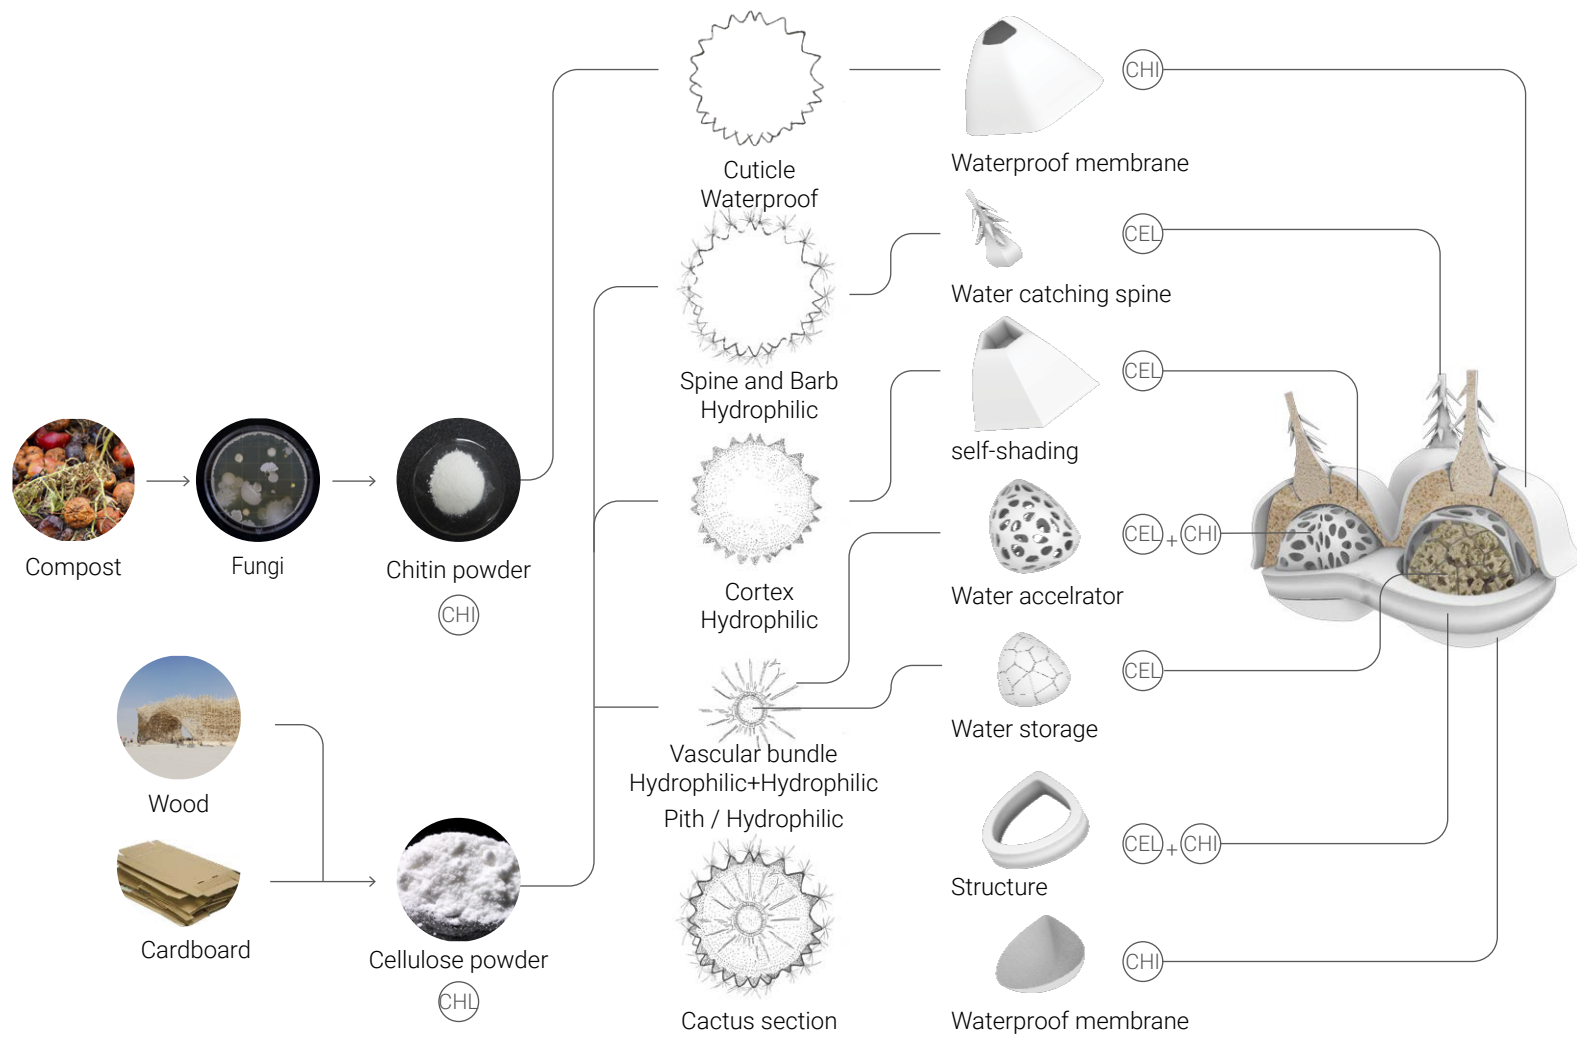 Compost
Fungi
Chitin powder
CHI
Wood
Cardboard
Cellulose powder
CHL
Cuticle
Waterproof
Spine and Barb
Hydrophilic
Cortex
Hydrophilic
Vascular bundle
Hydrophilic+Hydrophilic
Pith / Hydrophilic
Cactus section
CHI
Waterproof membrane
CEL
Water catching spine
CEL
self-shading
CEL + CHI
Water accelrator
CEL
Water storage
CEL + CHI
Structure
CHI
Waterproof membrane